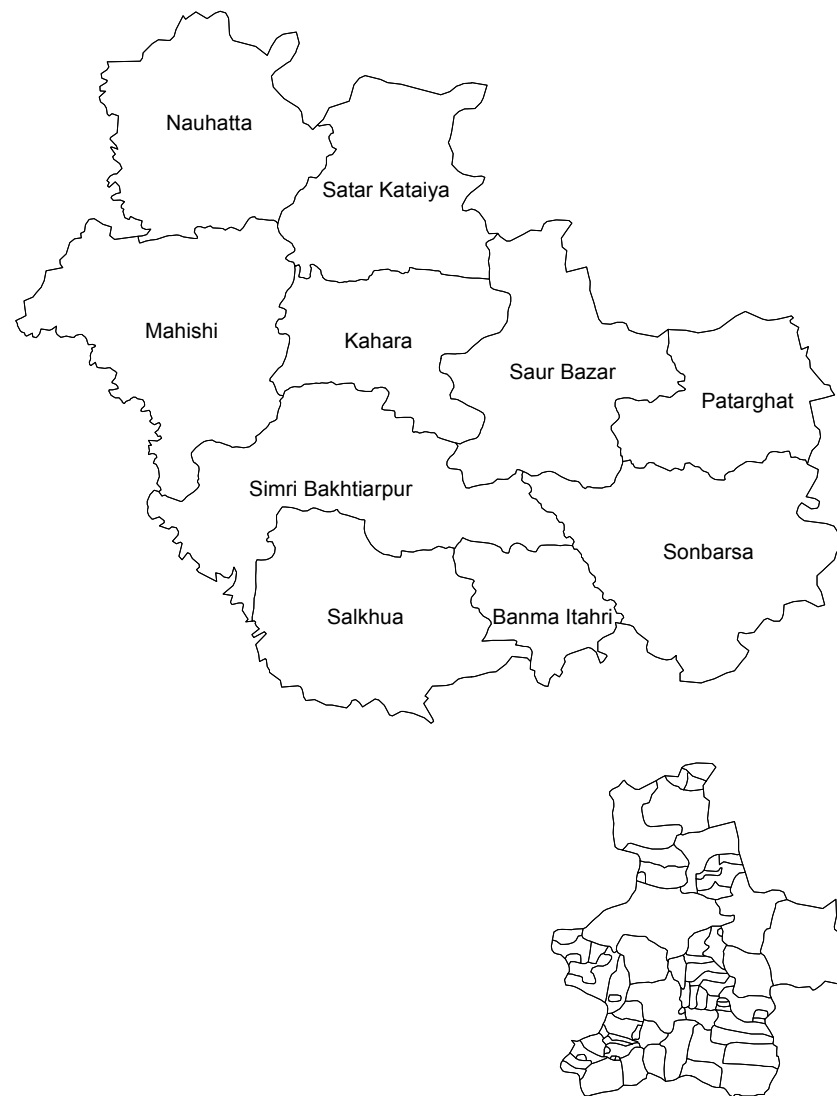 Nauhatta
Satar Kataiya
Mahishi
Kahara
Saur Bazar
Patarghat
Simri Bakhtiarpur
Sonbarsa
Salkhua
Banma Itahri